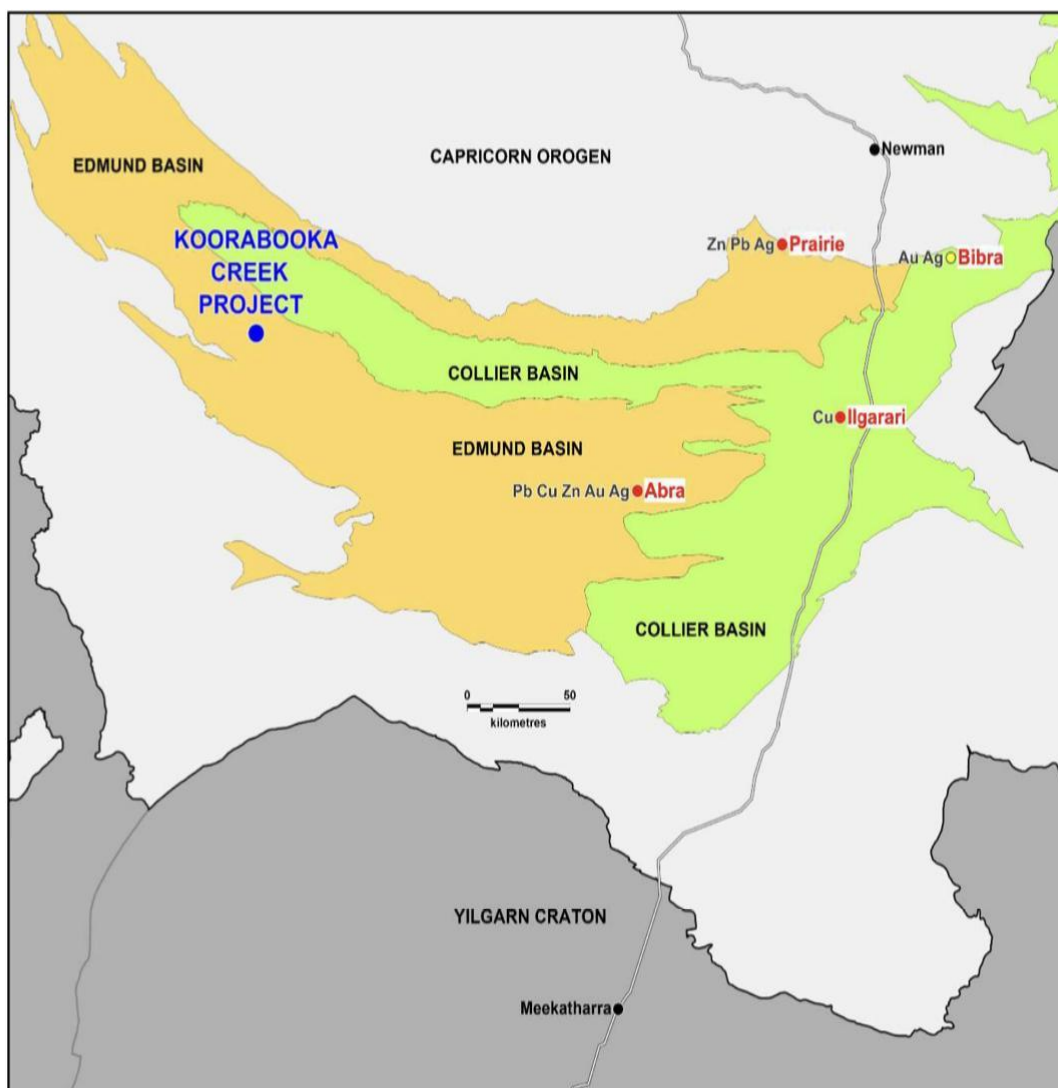 Newman
CAPRICORN OROGEN
EDMUND BASIN
KOORABOOKA
CREEK
PROJECT
Zn Pb Ag Prairie
Au Ag Bibra
COLLIER BASIN
Cu Ilgarari
EDMUND BASIN
Pb Cu Zn Au Ag Abra
COLLIER BASIN
0 50
kilometres
YILGARN CRATON
Meekatharra